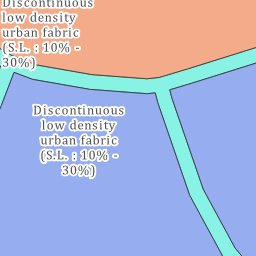 Discontinuous
low density
urban fabric
(S.L. : 10% -
30%)
Discontinuous
low density
urban fabric
(S.L. : 10% -
30%)